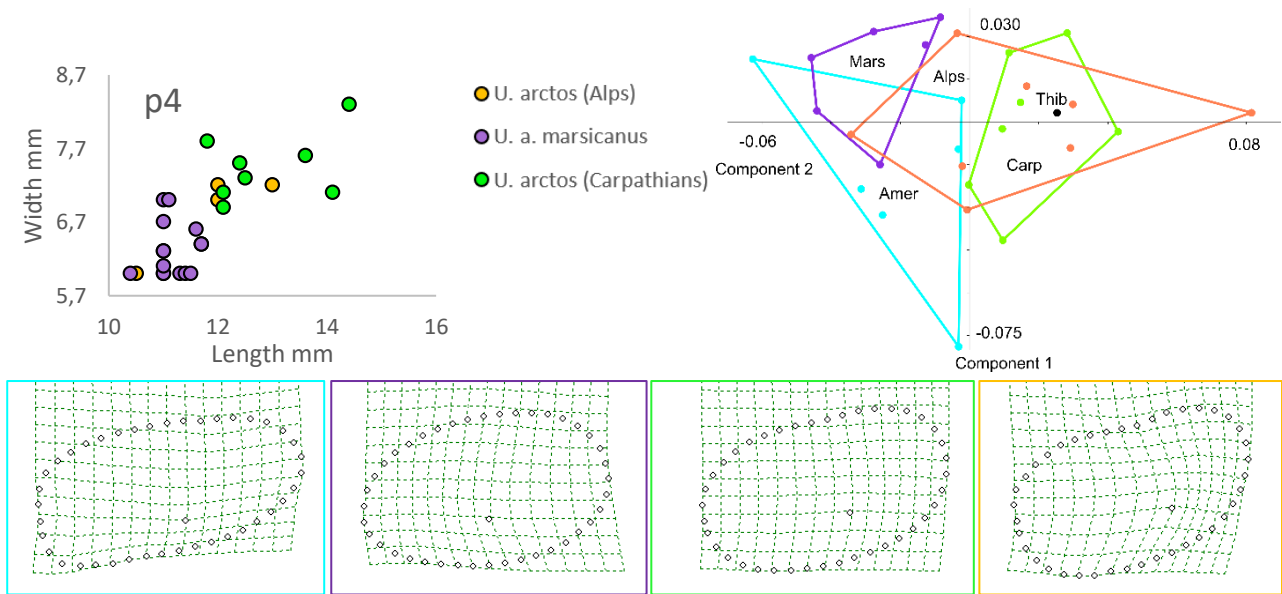 8,7
7,7
6,7
5,7
Width mm
p4
10
12
14
16
Length mm
U. arctos (Alps)
U. a. marsicanus
U. arctos (Carpathians)
0.030
Mars
Alps
Thib
-0.06
0.08
Component 2
Carp
Amer
-0.075
Component 1